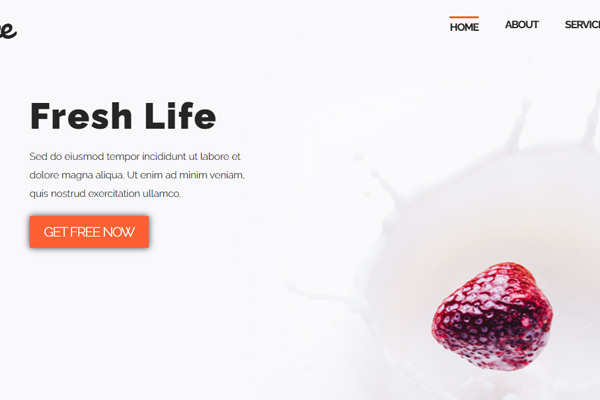 HOME ABOUT
Fresh Life
Sed do eiusmod tempor incididunt ut labore et
dolore magna aliqua. Ut enim ad minim veniam,
quis nostrud exercitation ullamco.
GET FREE NOW